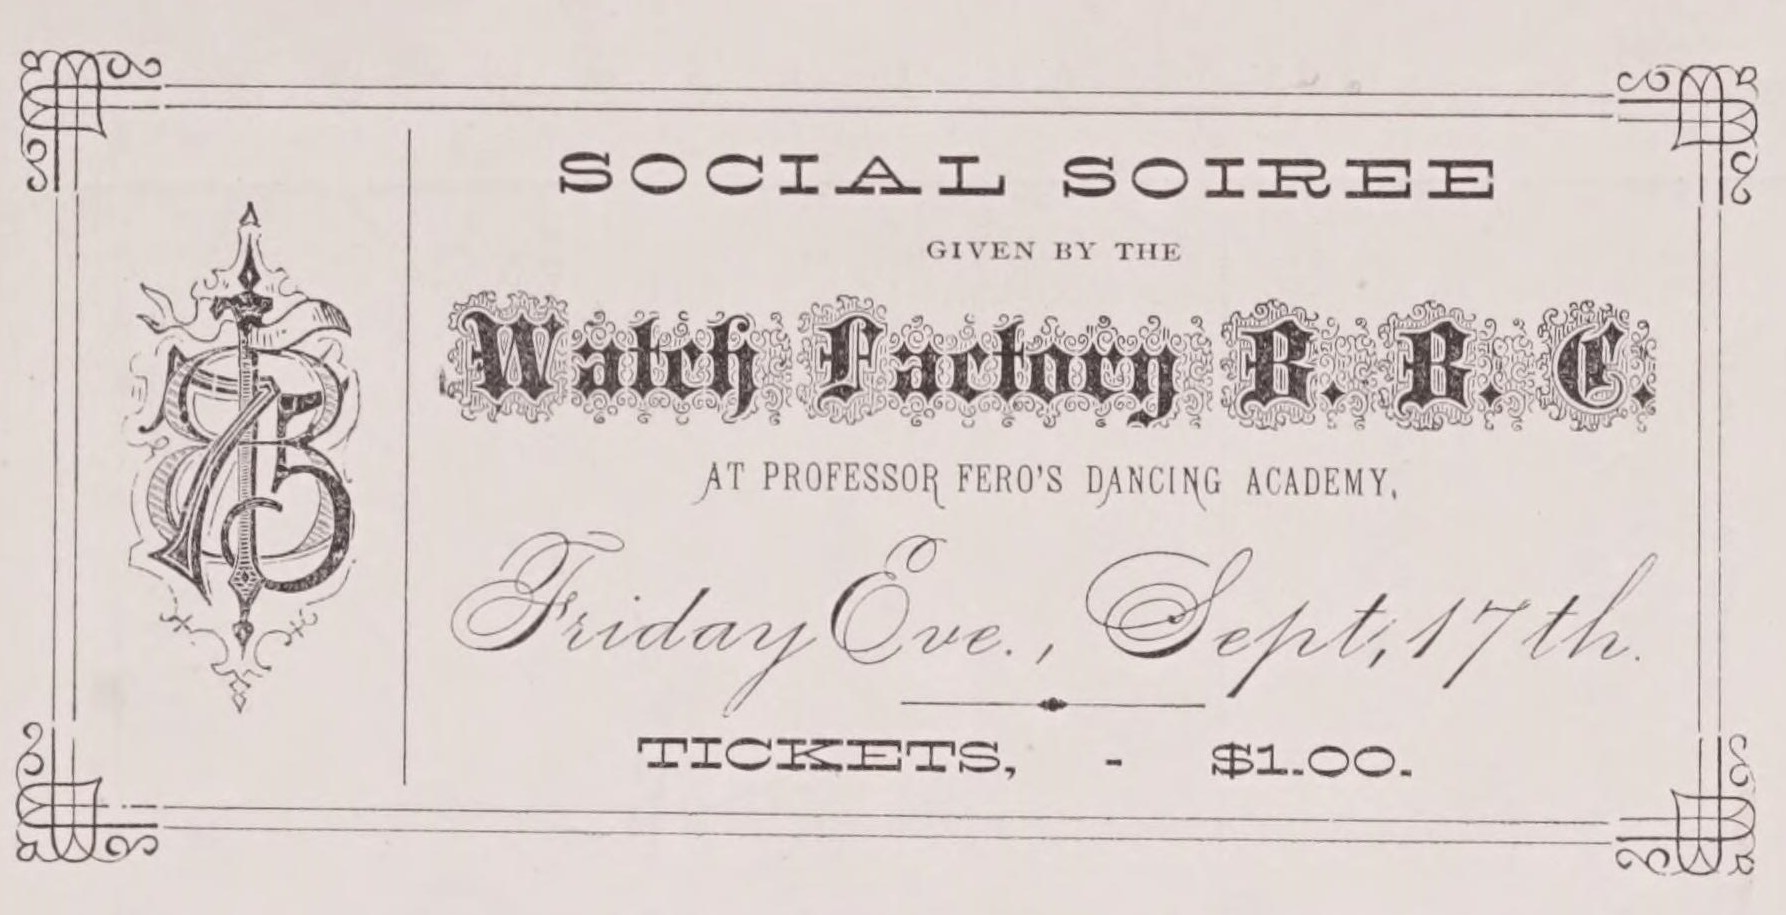 SOCIAL SOIREE
GIVEN BY THE
Watch Factory B. B. C.
AT PROFESSOR FERO'S DANCING ACADEMY,
Friday Eve., Sept, 17th.
TICKETS, - $1.00.